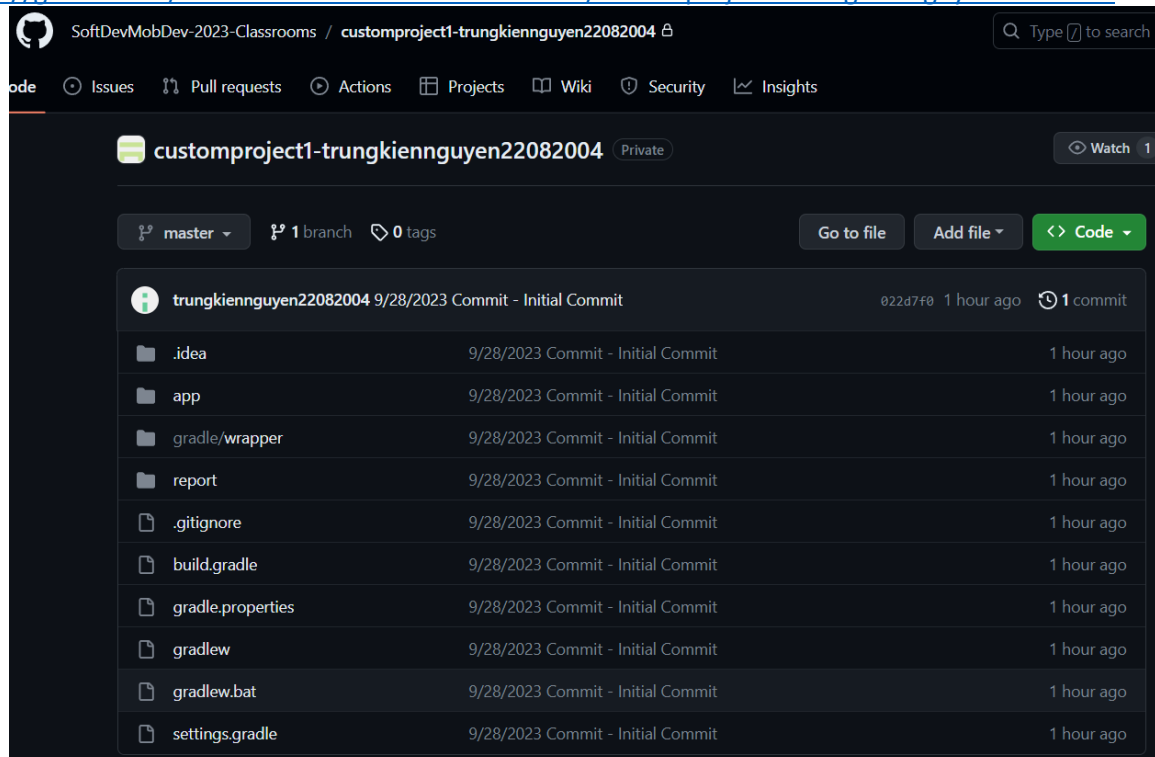 SoftDevMobDev-2023-Classrooms / customproject1-trungkiennguyen22082004
Type / to search
ode Issues Pull requests Actions Projects Wiki Security Insights
customproject1-trungkiennguyen22082004 Private
Watch 1
master 1 branch 0 tags Go to file Add file <> Code
trungkiennguyen22082004 9/28/2023 Commit - Initial Commit 022d7f0 1 hour ago 1 commit
.idea 9/28/2023 Commit - Initial Commit 1 hour ago
app 9/28/2023 Commit - Initial Commit 1 hour ago
gradle/wrapper 9/28/2023 Commit - Initial Commit 1 hour ago
report 9/28/2023 Commit - Initial Commit 1 hour ago
.gitignore 9/28/2023 Commit - Initial Commit 1 hour ago
build.gradle 9/28/2023 Commit - Initial Commit 1 hour ago
gradle.properties 9/28/2023 Commit - Initial Commit 1 hour ago
gradlew 9/28/2023 Commit - Initial Commit 1 hour ago
gradlew.bat 9/28/2023 Commit - Initial Commit 1 hour ago
settings.gradle 9/28/2023 Commit - Initial Commit 1 hour ago